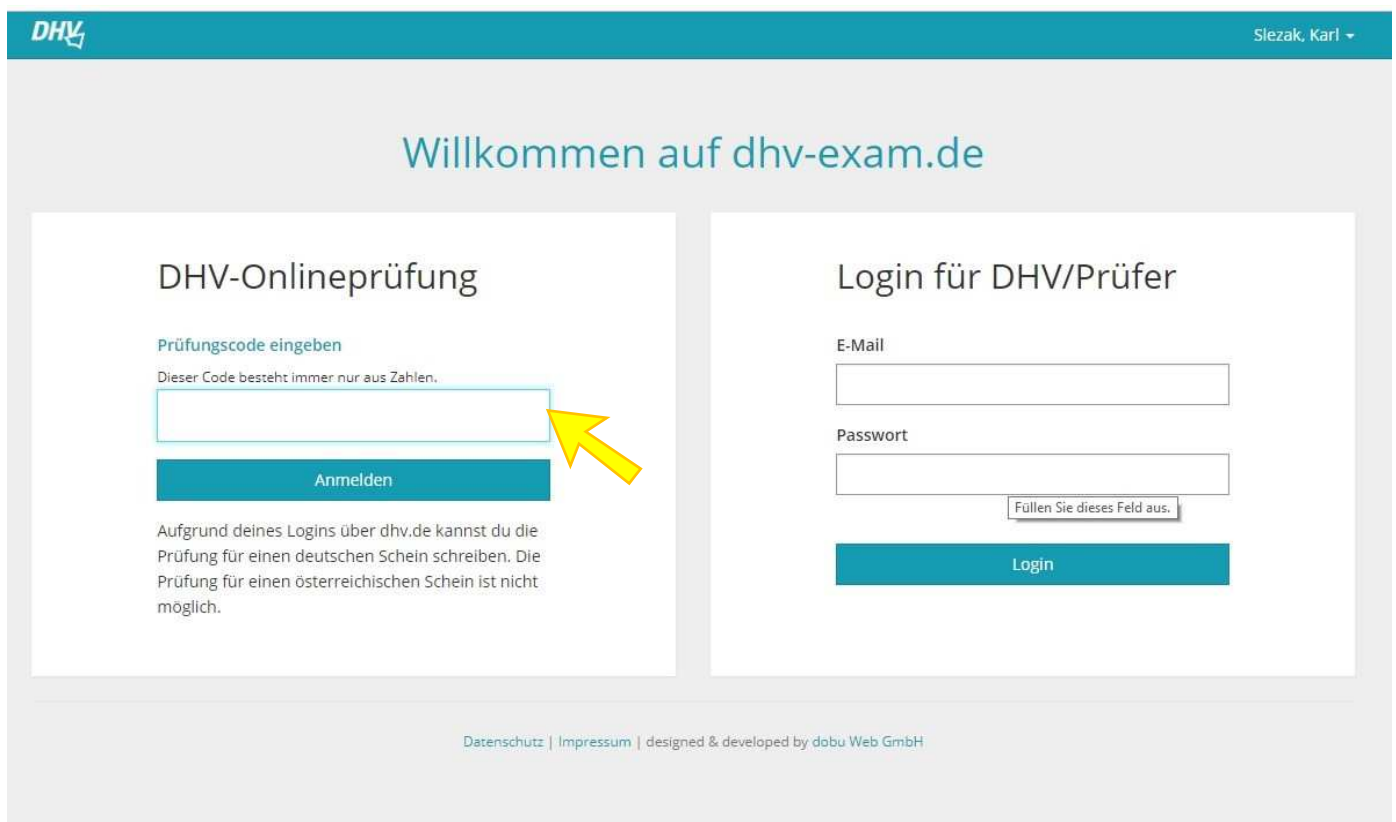 DHV
Slezak, Karl
Willkommen auf dhv-exam.de
DHV-Onlineprüfung
Prüfungscode eingeben
Dieser Code besteht immer nur aus Zahlen.
Anmelden
Aufgrund deines Logins über dhv.de kannst du die
Prüfung für einen deutschen Schein schreiben. Die
Prüfung für einen österreichischen Schein ist nicht
möglich.
Login für DHV/Prüfer
E-Mail
Passwort
Füllen Sie dieses Feld aus.
Login
Datenschutz | Impressum | designed & developed by dobu Web GmbH